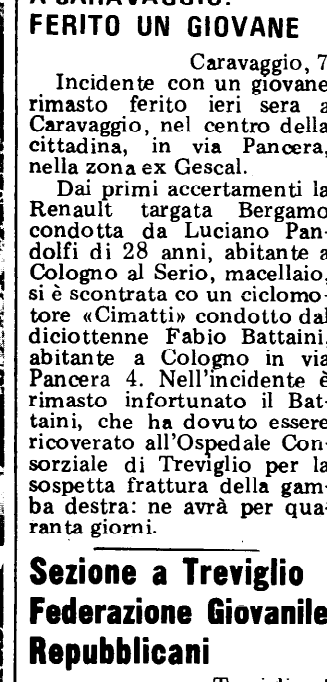 A CARAVAGGIO:
FERITO UN GIOVANE
Caravaggio, 7
Incidente con un giovane
rimasto ferito ieri sera a
Caravaggio, nel centro della
cittadina, in via Pancera,
nella zona ex Gescal.
Dai primi accertamenti la
Renault targata Bergamo
condotta da Luciano Pan-
dolfi di 28 anni, abitante a
Cologno al Serio, macellaio,
si è scontrata co un ciclomo-
tore «Cimatti» condotto dal
diciottenne Fabio Battaini,
abitante a Cologno in via
Pancera 4. Nell'incidente è
rimasto infortunato il Bat-
taini, che ha dovuto essere
ricoverato all'Ospedale Con-
sorziale di Treviglio per la
sospetta frattura della gam-
ba destra: ne avrà per qua-
ranta giorni.
Sezione a Treviglio
Federazione Giovanile
Repubblicani